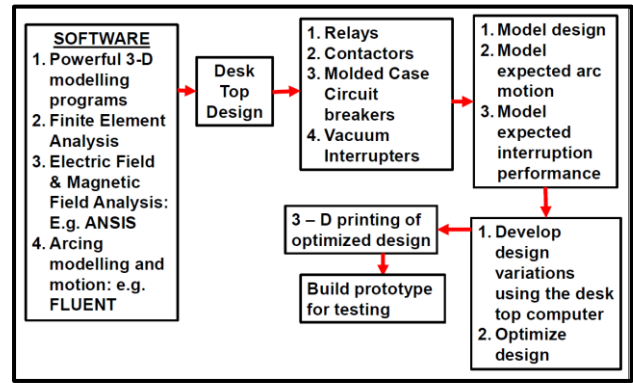 SOFTWARE
1. Powerful 3-D
modelling
programs
2. Finite Element
Analysis
3. Electric Field
& Magnetic
Field Analysis:
E.g. ANSIS
4. Arcing
modelling and
motion: e.g.
FLUENT
Desk
Top
Design
1. Relays
2. Contactors
3. Molded Case
Circuit
breakers
4. Vacuum
Interrupters
1. Model design
2. Model
expected arc
motion
3. Model
expected
interruption
performance
1. Develop
design
variations
using the desk
top computer
2. Optimize
design
3 – D printing of
optimized design
Build prototype
for testing